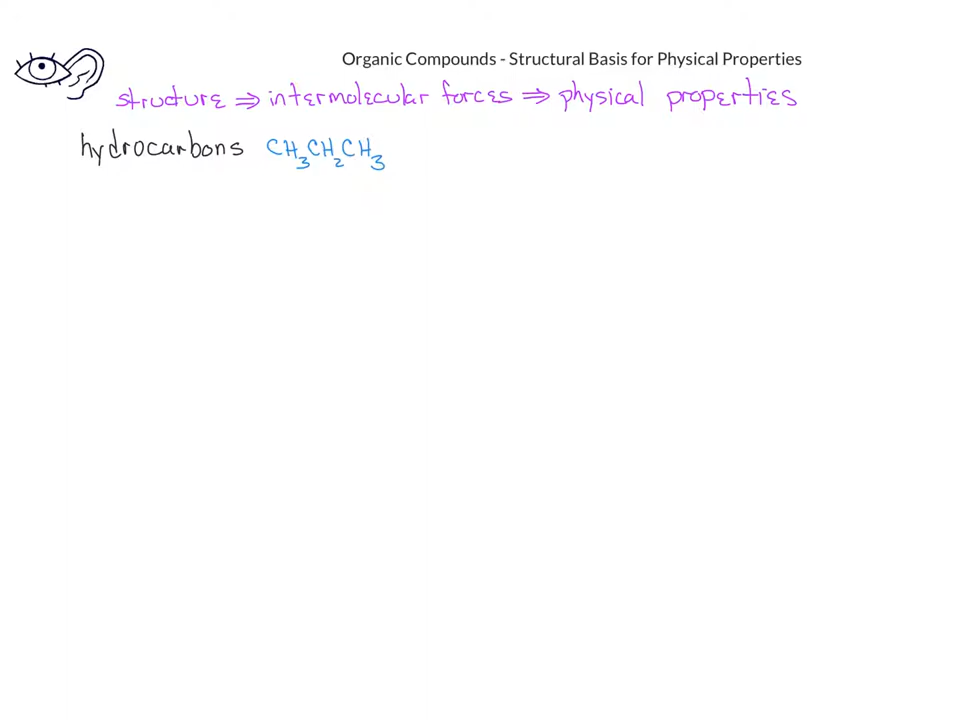 Organic Compounds - Structural Basis for Physical Properties
structure ⇒ intermolecular forces ⇒ physical properties
hydrocarbons CH₃CH₂CH₃